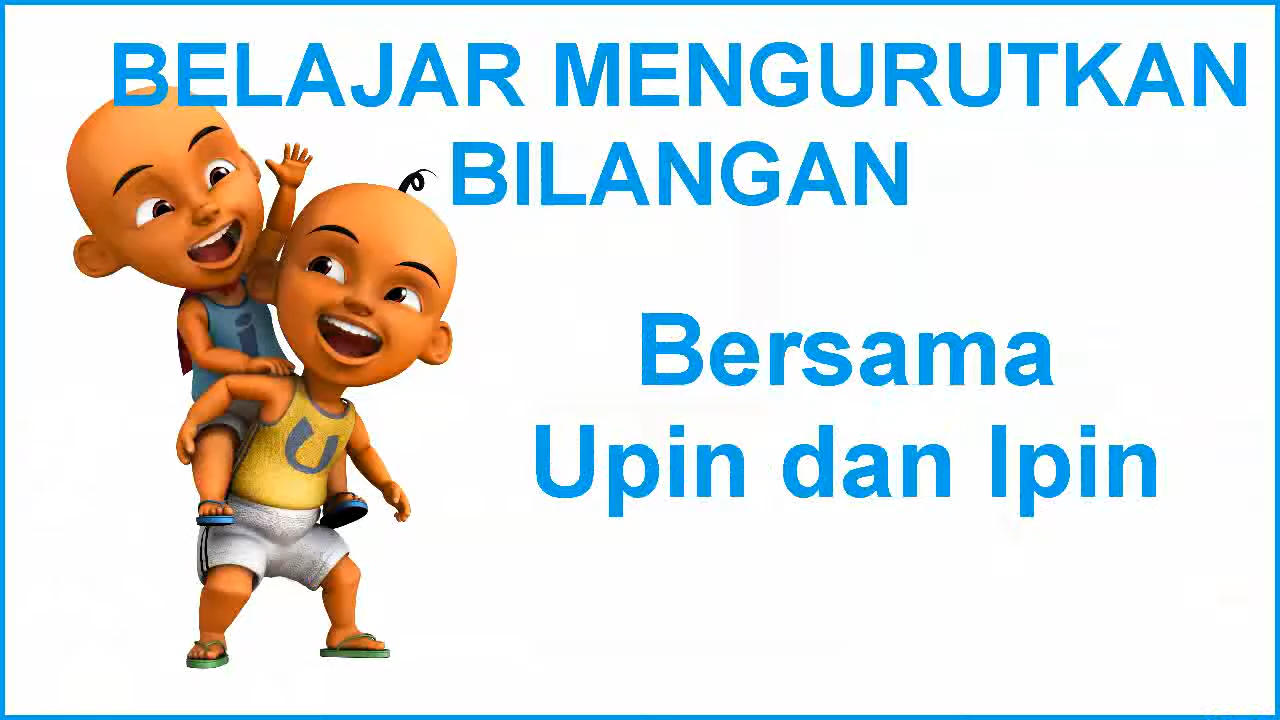 BELAJAR MENGURUTKAN
BILANGAN
Bersama
Upin dan Ipin
i
U